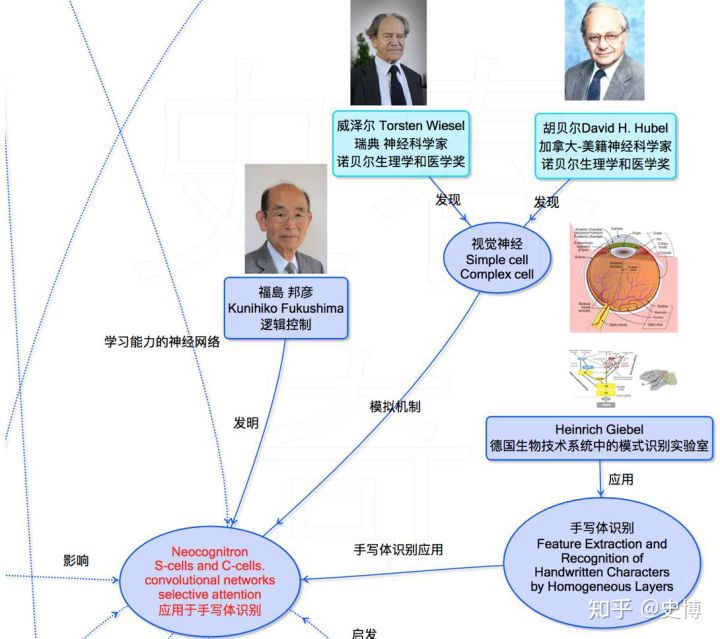 威泽尔 Torsten Wiesel
瑞典 神经科学家
诺贝尔生理学和医学奖
胡贝尔David H. Hubel
加拿大-美籍神经科学家
诺贝尔生理学和医学奖
发现
发现
视觉神经
Simple cell
Complex cell
福島 邦彦
Kunihiko Fukushima
逻辑控制
学习能力的神经网络
发明
模拟机制
Heinrich Giebel
德国生物技术系统中的模式识别实验室
应用
手写体识别
Feature Extraction and
Recognition of
Handwritten Characters
by Homogeneous Layers
手写体识别应用
Neocognitron
S-cells and C-cells.
convolutional networks
selective attention
应用于手写体识别
影响
启发
知乎 @史博